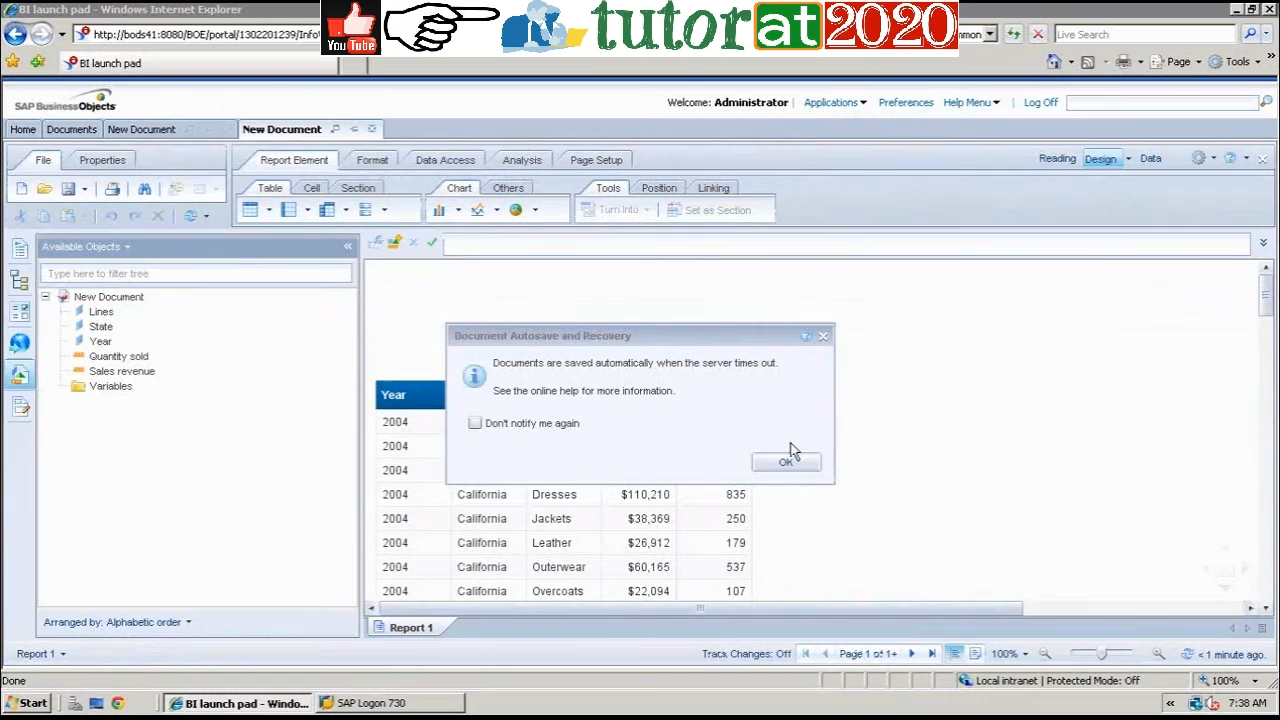 BI launch pad - Windows Internet Explorer
You Tube
tutor at 2020
http://bods41:8080/BOE/portal/1302201239/Info
mmon
Live Search
BI launch pad
Page
Tools
SAP BusinessObjects
Welcome: Administrator
Applications
Preferences
Help Menu
Log Off
Home
Documents
New Document
New Document
File
Properties
Report Element
Format
Data Access
Analysis
Page Setup
Reading
Design
Data
Table
Cell
Section
Chart
Others
Tools
Position
Linking
Turn Into
Set as Section
Available Objects
Type here to filter tree
New Document
Lines
State
Year
Quantity sold
Sales revenue
Variables
Document Autosave and Recovery
Documents are saved automatically when the server times out.
See the online help for more information.
Don't notify me again
OK
Year
2004
2004
2004
2004 California Dresses $110,210 835
2004 California Jackets $38,369 250
2004 California Leather $26,912 179
2004 California Outerwear $60,165 537
2004 California Overcoats $22,094 107
Arranged by: Alphabetic order
Report 1
Report 1
Track Changes: Off
Page 1 of 1+
100%
< 1 minute ago.
Done
Local intranet | Protected Mode: Off
100%
Start
BI launch pad - Windo...
SAP Logon 730
7:38 AM